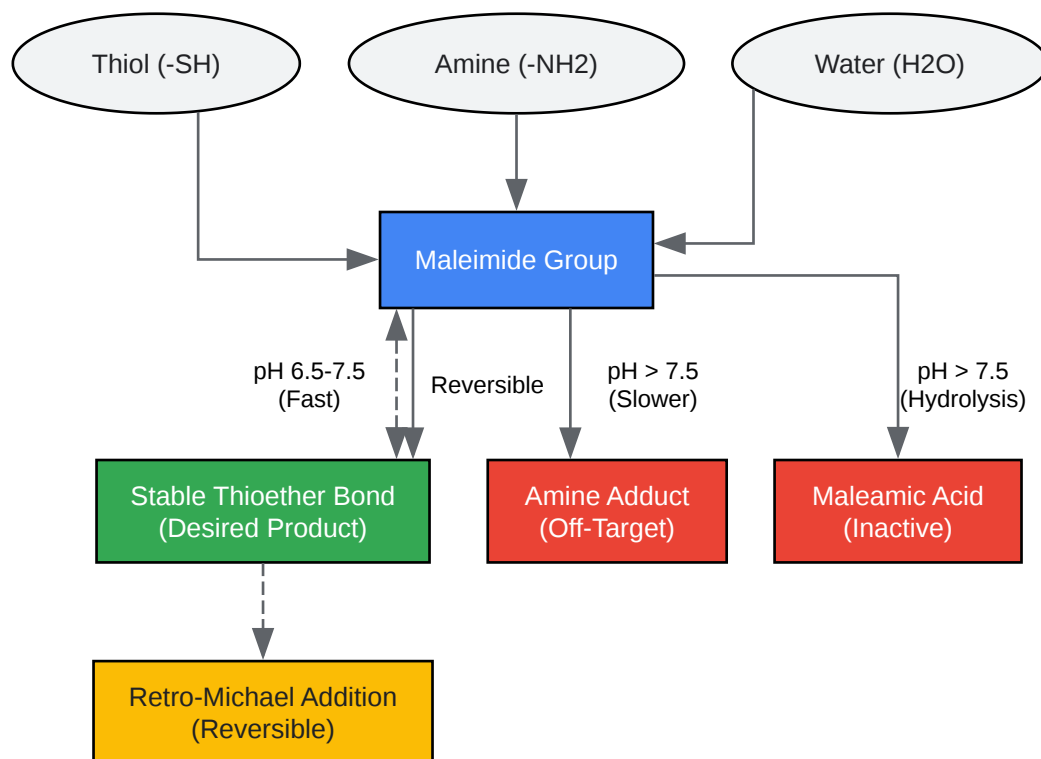 Thiol (-SH)
Amine (-NH2)
Water (H2O)
Maleimide Group
pH 6.5-7.5
(Fast)
Reversible
pH > 7.5
(Slower)
pH > 7.5
(Hydrolysis)
Stable Thioether Bond
(Desired Product)
Amine Adduct
(Off-Target)
Maleamic Acid
(Inactive)
Retro-Michael Addition
(Reversible)